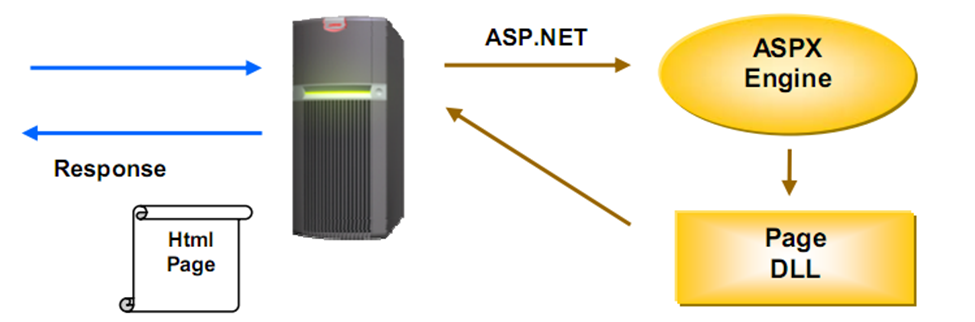 ASP.NET
ASPX
Engine
Response
Html
Page
Page
DLL